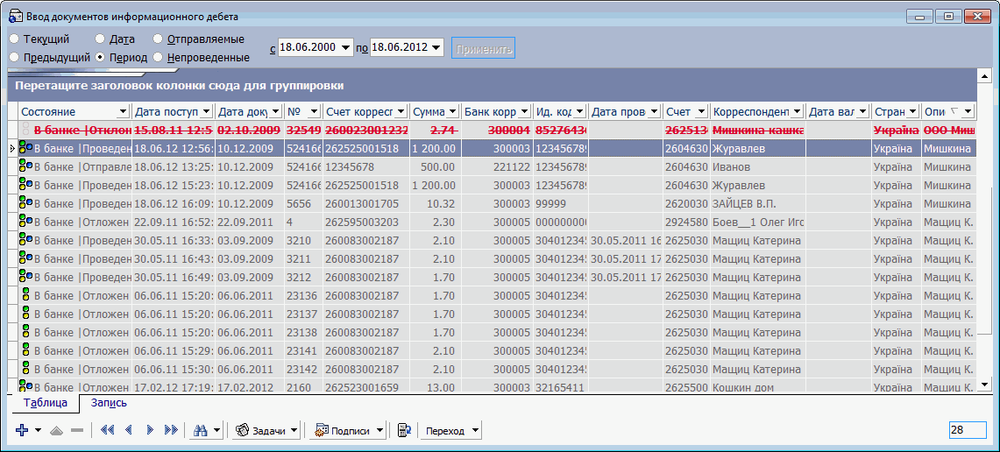 Ввод документов информационного дебета
Текущий Дата Отправляемые
Предыдущий Период Непроведенные
с 18.06.2000 по 18.06.2012 Применить
Перетащите заголовок колонки сюда для группировки
Состояние Дата поступ Дата доку № Счет корресп Сумма Банк корр Ид. код Дата прове Счет Корреспондент Дата вал Стран Опи
В банке |Отклон 15.08.11 12:5 02.10.2009 32549 260023001232 2.74 300004 8527643 262513 Мишкина кашка Україна ООО Миш
В банке |Проведен 18.06.12 12:56: 10.12.2009 524166 262525001518 1 200.00 300003 123456789 2604630 Журавлев Україна Мишкина
В банке |Отправле 18.06.12 13:25: 10.12.2009 524166 12345678 500.00 221122 123456789 2604630 Иванов Україна Мишкина
В банке |Проведен 18.06.12 15:23: 10.12.2009 524166 262525001518 1 200.00 300003 123456789 2604630 Журавлев Україна Мишкина
В банке |Проведен 18.06.12 16:09: 10.12.2009 5656 260013001705 10.32 300003 99999 2620030 ЗАЙЦЕВ В.П. Україна Мишкина
В банке |Отложен 22.09.11 16:52: 22.09.2011 4 262595003203 2.30 300005 000000000 2924580 Боев__1 Олег Иго Україна Мащиц К.
В банке |Проведен 30.05.11 16:33: 03.09.2009 3210 260083002187 2.10 300005 30401234 30.05.2011 16 2625030 Мащиц Катерина Україна Мащиц К.
В банке |Проведен 30.05.11 16:43: 03.09.2009 3211 260083002187 2.10 300005 30401234 30.05.2011 17 2625030 Мащиц Катерина Україна Мащиц К.
В банке |Проведен 30.05.11 16:49: 03.09.2009 3212 260083002187 2.10 300005 30401234 30.05.2011 17 2625030 Мащиц Катерина Україна Мащиц К.
В банке |Отложен 06.06.11 15:20: 06.06.2011 23136 260083002187 1.70 300005 30401234 2625030 Мащиц Катерина Україна Мащиц К.
В банке |Отложен 06.06.11 15:20: 06.06.2011 23137 260083002187 1.70 300005 30401234 2625030 Мащиц Катерина Україна Мащиц К.
В банке |Отложен 06.06.11 15:20: 06.06.2011 23138 260083002187 1.70 300005 30401234 2625030 Мащиц Катерина Україна Мащиц К.
В банке |Отложен 06.06.11 15:29: 06.06.2011 23141 260083002187 2.10 300005 30401234 2625030 Мащиц Катерина Україна Мащиц К.
В банке |Отложен 06.06.11 15:30: 06.06.2011 23142 260083002187 2.10 300005 30401234 2625030 Мащиц Катерина Україна Мащиц К.
В банке |Отложен 17.02.12 17:19: 17.02.2012 2160 262523001659 13.00 300003 32165411 2625500 Кошкин дом Україна Мащиц К.
Таблица Запись
Задачи Подписи Переход 28